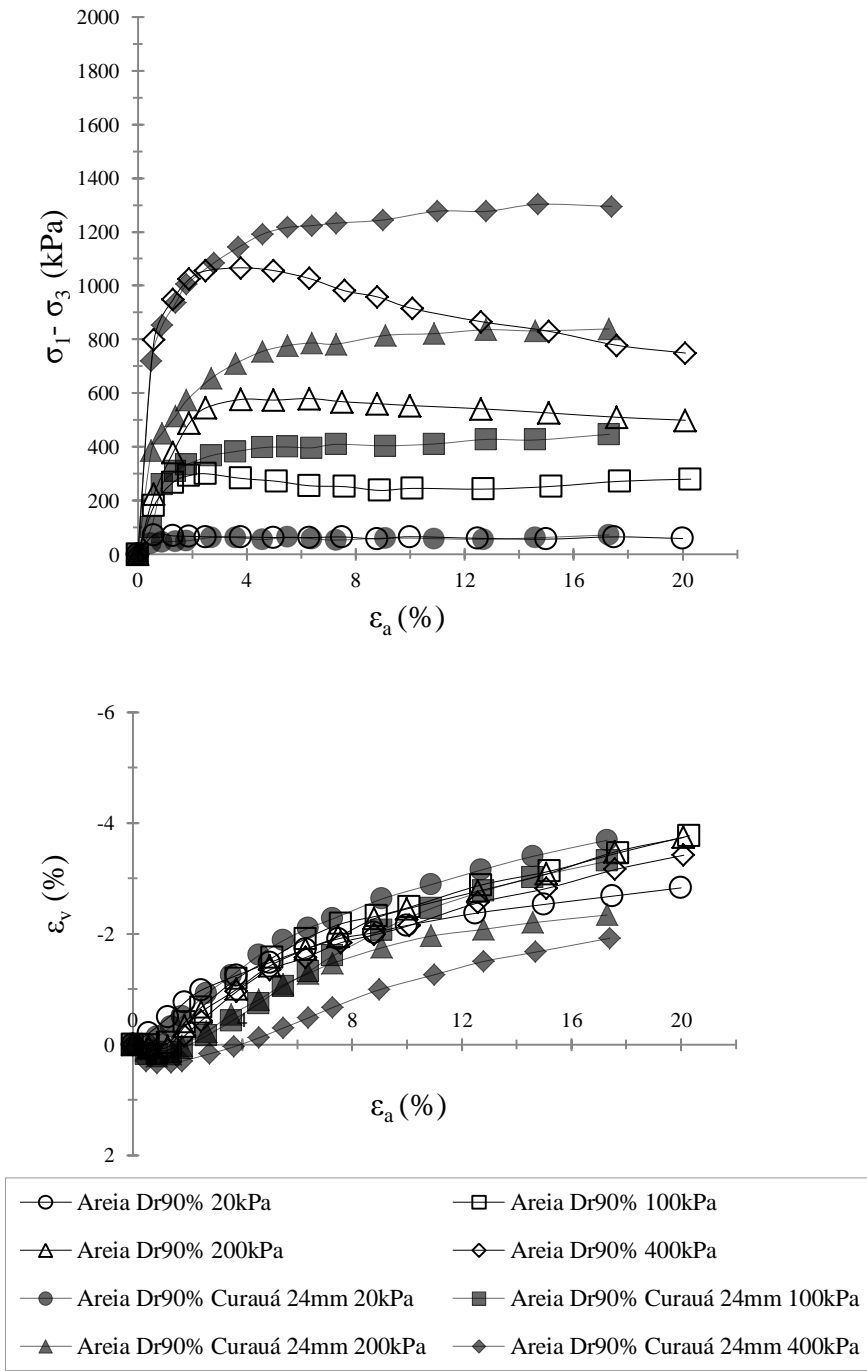 2000
1800
1600
1400
1200
1000
800
600
400
200
0
σ1- σ3 (kPa)
0 4 8 12 16 20
εa (%)
-6
-4
-2
0
2
εv (%)
0 4 8 12 16 20
εa (%)
Areia Dr90% 20kPa
Areia Dr90% 100kPa
Areia Dr90% 200kPa
Areia Dr90% 400kPa
Areia Dr90% Curauá 24mm 20kPa
Areia Dr90% Curauá 24mm 100kPa
Areia Dr90% Curauá 24mm 200kPa
Areia Dr90% Curauá 24mm 400kPa